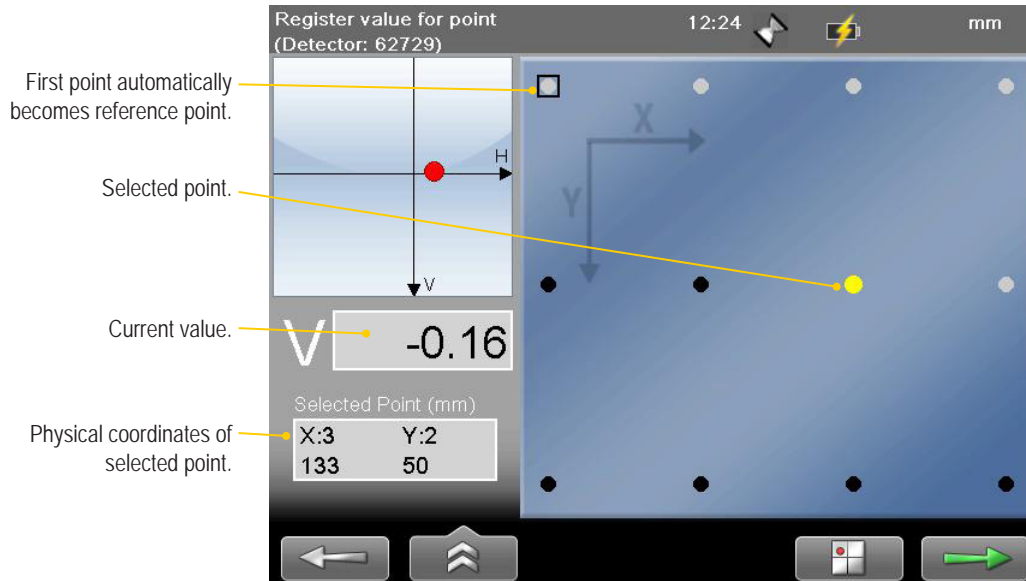 Register value for point
(Detector: 62729)
12:24
mm
First point automatically
becomes reference point.
H
X
Selected point.
Y
V
Current value.
V
-0.16
Selected Point (mm)
Physical coordinates of
selected point.
X:3 Y:2
133 50